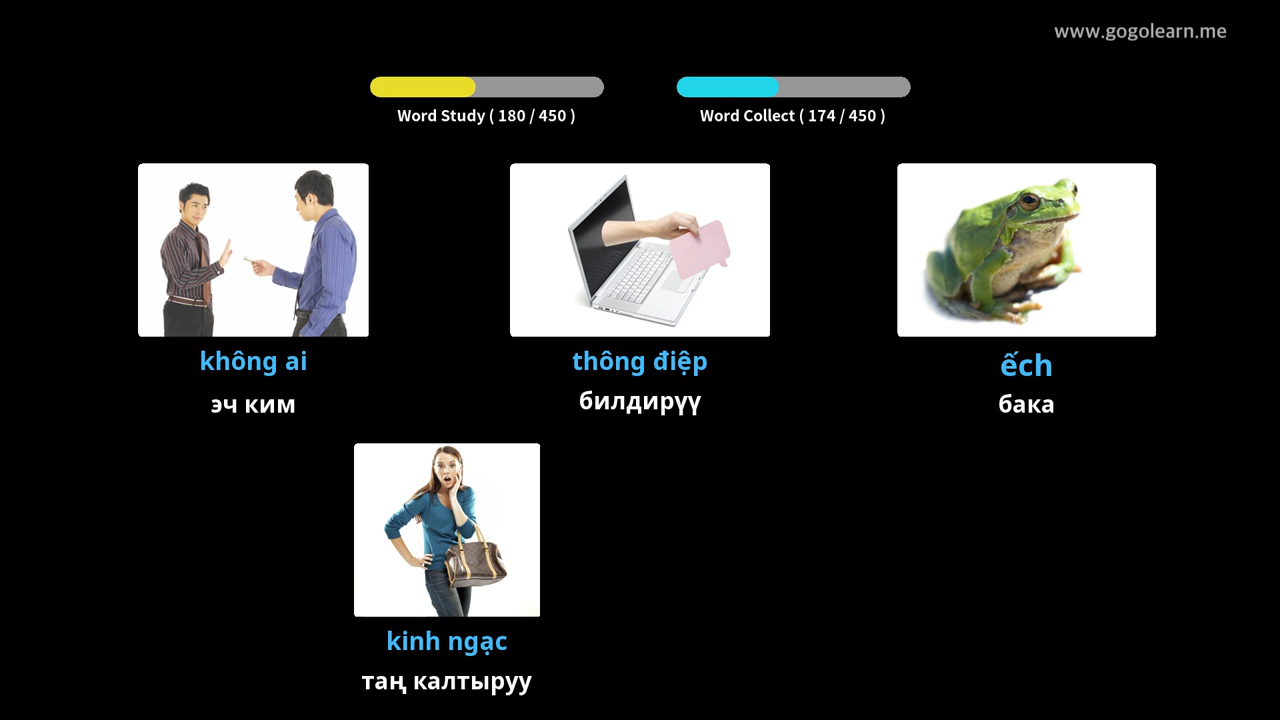 www.gogolearn.me
Word Study ( 180 / 450 )
Word Collect ( 174 / 450 )
không ai
эч ким
thông điệp
билдирүү
ếch
бака
kinh ngạc
таң калтыруу